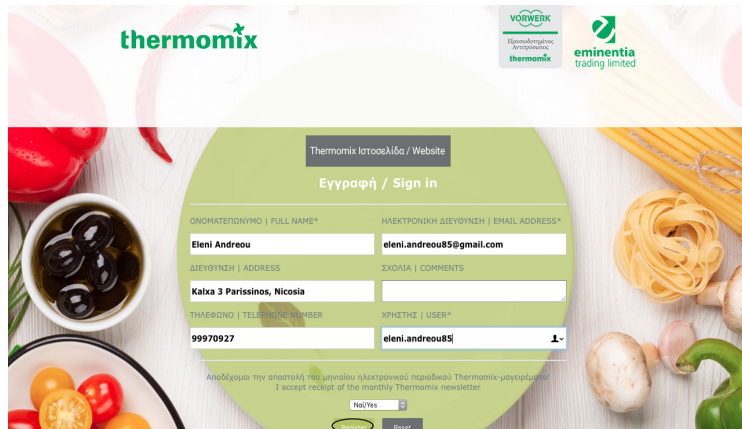 thermomix
VORWERK
Εξουσιοδοτημένος
Αντιπρόσωπος
thermomix
eminentia
trading limited
Thermomix Ιστοσελίδα / Website
Εγγραφή / Sign in
ΟΝΟΜΑΤΕΠΩΝΥΜΟ | FULL NAME*
ΗΛΕΚΤΡΟΝΙΚΗ ΔΙΕΥΘΥΝΣΗ | EMAIL ADDRESS*
Eleni Andreou
eleni.andreou85@gmail.com
ΔΙΕΥΘΥΝΣΗ | ADDRESS
ΣΧΟΛΙΑ | COMMENTS
Kalxa 3 Parissinos, Nicosia
ΤΗΛΕΦΩΝΟ | TELEPHONE NUMBER
ΧΡΗΣΤΗΣ | USER*
99970927
eleni.andreou85
Αποδέχομαι την αποστολή του μηνιαίου ηλεκτρονικού περιοδικού Thermomix-μαγειρέματα!
I accept receipt of the monthly Thermomix newsletter
Ναί/Yes
Register
Reset